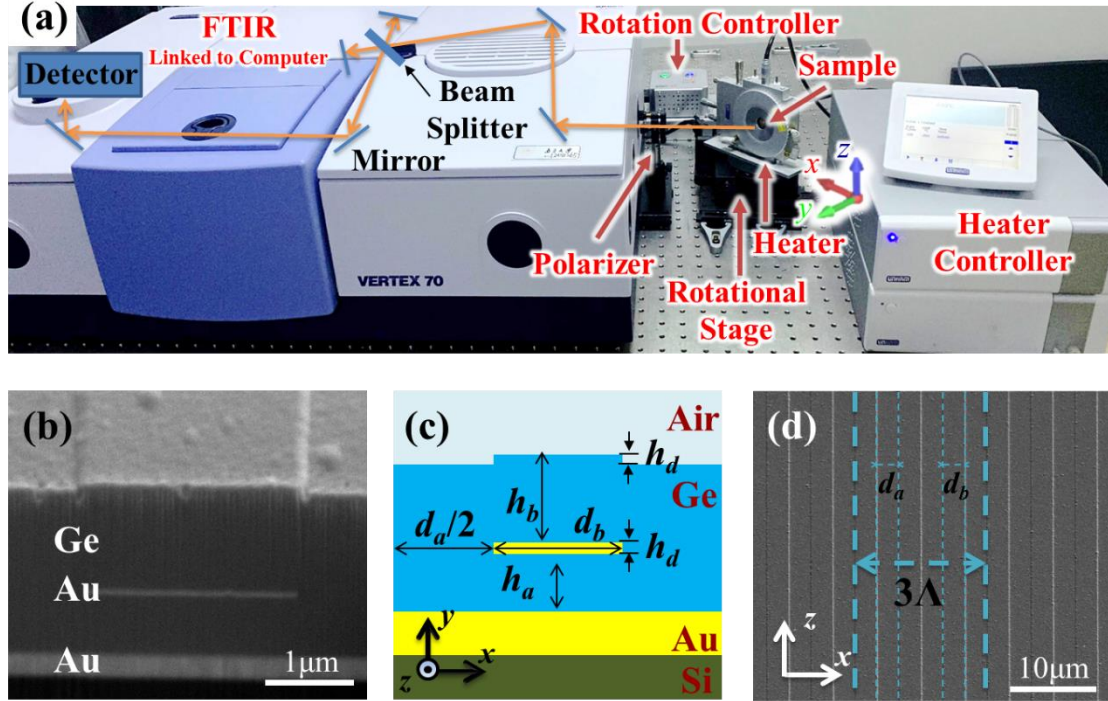 (a)
FTIR
Linked to Computer
Detector
Beam
Splitter
Mirror
Rotation Controller
Sample
z
x
y
Polarizer
Heater
Rotational
Stage
Heater
Controller
VERTEX 70
(b)
Ge
Au
Au
1μm
(c)
Air
h_d
Ge
h_b
d_a/2
d_b
h_d
h_a
y
Au
z
x
Si
(d)
d_a
d_b
3Λ
z
x
10μm